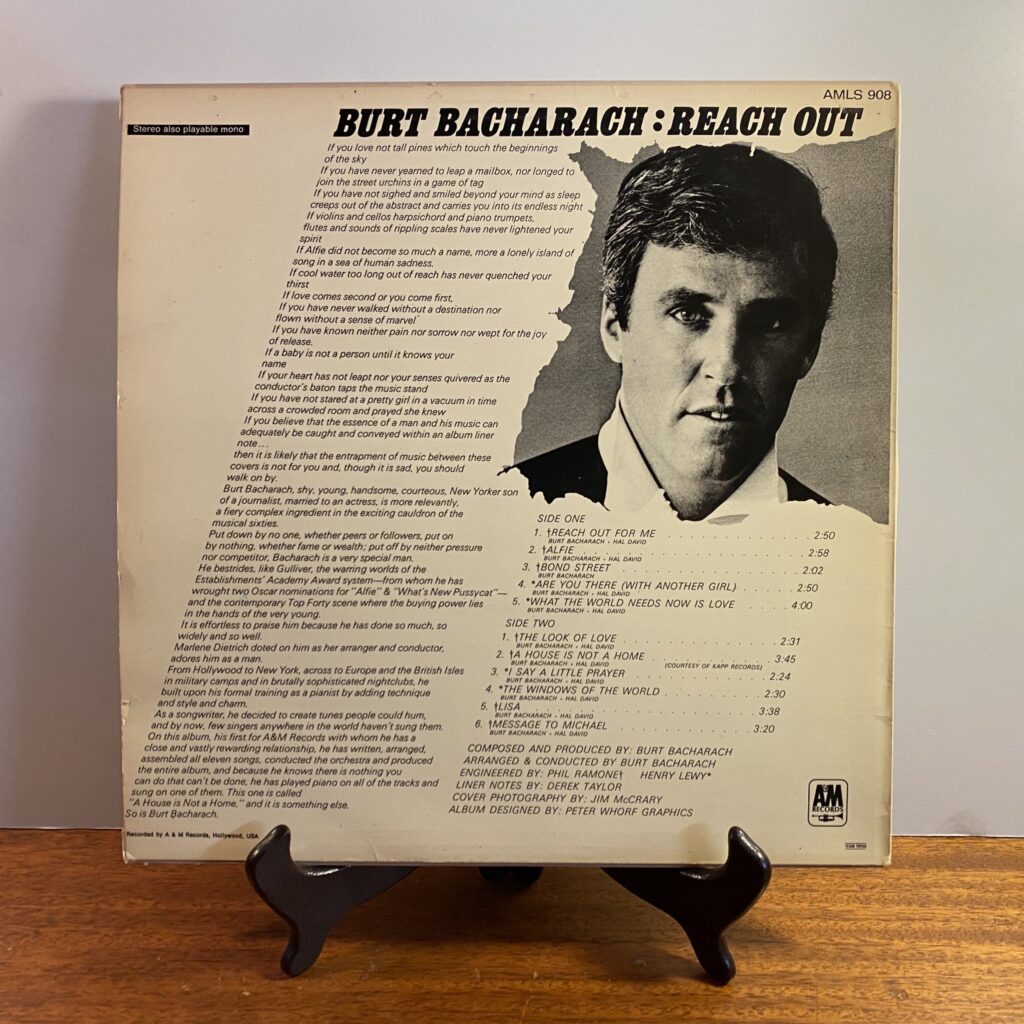 AMLS 908
Stereo also playable mono
BURT BACHARACH : REACH OUT
If you love not tall pines which touch the beginnings
of the sky
If you have never yearned to leap a mailbox, nor longed to
join the street urchins in a game of tag
If you have not sighed and smiled beyond your mind as sleep
creeps out of the abstract and carries you into its endless night
If violins and cellos harpsichord and piano trumpets,
flutes and sounds of rippling scales have never lightened your
spirit
If Alfie did not become so much a name, more a lonely island of
song in a sea of human sadness.
If cool water too long out of reach has never quenched your
thirst
If love comes second or you come first,
If you have never walked without a destination nor
flown without a sense of marvel
If you have known neither pain nor sorrow nor wept for the joy
of release.
If a baby is not a person until it knows your
name
If your heart has not leapt nor your senses quivered as the
conductor's baton taps the music stand
If you have not stared at a pretty girl in a vacuum in time
across a crowded room and prayed she knew
If you believe that the essence of a man and his music can
adequately be caught and conveyed within an album liner
note...
then it is likely that the entrapment of music between these
covers is not for you and, though it is sad, you should
walk on by.
Burt Bacharach, shy, young, handsome, courteous, New Yorker son
of a journalist, married to an actress, is more relevantly,
a fiery complex ingredient in the exciting cauldron of the
musical sixties.
Put down by no one, whether peers or followers, put on
by nothing, whether fame or wealth; put off by neither pressure
nor competitor, Bacharach is a very special man.
He bestrides, like Gulliver, the warring worlds of the
Establishments' Academy Award system—from whom he has
wrought two Oscar nominations for "Alfie" & "What's New Pussycat"—
and the contemporary Top Forty scene where the buying power lies
in the hands of the very young.
It is effortless to praise him because he has done so much, so
widely and so well.
Marlene Dietrich doted on him as her arranger and conductor,
adores him as a man.
From Hollywood to New York, across to Europe and the British Isles
in military camps and in brutally sophisticated nightclubs, he
built upon his formal training as a pianist by adding technique
and style and charm.
As a songwriter, he decided to create tunes people could hum,
and by now, few singers anywhere in the world haven't sung them.
On this album, his first for A&M Records with whom he has a
close and vastly rewarding relationship, he has written, arranged,
assembled all eleven songs, conducted the orchestra and produced
the entire album, and because he knows there is nothing you
can do that can't be done, he has played piano on all of the tracks and
sung on one of them. This one is called
"A House is Not a Home," and it is something else.
So is Burt Bacharach.
Recorded by A & M Records, Hollywood, USA
SIDE ONE
1. †REACH OUT FOR ME . . . . . 2:50
BURT BACHARACH • HAL DAVID
2. †ALFIE . . . . . 2:58
BURT BACHARACH • HAL DAVID
3. †BOND STREET . . . . . 2:02
BURT BACHARACH
4. *ARE YOU THERE (WITH ANOTHER GIRL) . . . . . 2:50
BURT BACHARACH • HAL DAVID
5. *WHAT THE WORLD NEEDS NOW IS LOVE . . . . . 4:00
BURT BACHARACH • HAL DAVID
SIDE TWO
1. †THE LOOK OF LOVE . . . . . 2:31
BURT BACHARACH • HAL DAVID
2. †A HOUSE IS NOT A HOME . . . . . 3:45
BURT BACHARACH • HAL DAVID (COURTESY OF KAPP RECORDS)
3. *I SAY A LITTLE PRAYER . . . . . 2:24
BURT BACHARACH • HAL DAVID
4. *THE WINDOWS OF THE WORLD . . . . . 2:30
BURT BACHARACH • HAL DAVID
5. †LISA . . . . . 3:38
BURT BACHARACH • HAL DAVID
6. †MESSAGE TO MICHAEL . . . . . 3:20
BURT BACHARACH • HAL DAVID
COMPOSED AND PRODUCED BY: BURT BACHARACH
ARRANGED & CONDUCTED BY BURT BACHARACH
ENGINEERED BY: PHIL RAMONE† HENRY LEWY*
LINER NOTES BY: DEREK TAYLOR
COVER PHOTOGRAPHY BY: JIM McCRARY
ALBUM DESIGNED BY: PETER WHORF GRAPHICS
A&M
RECORDS